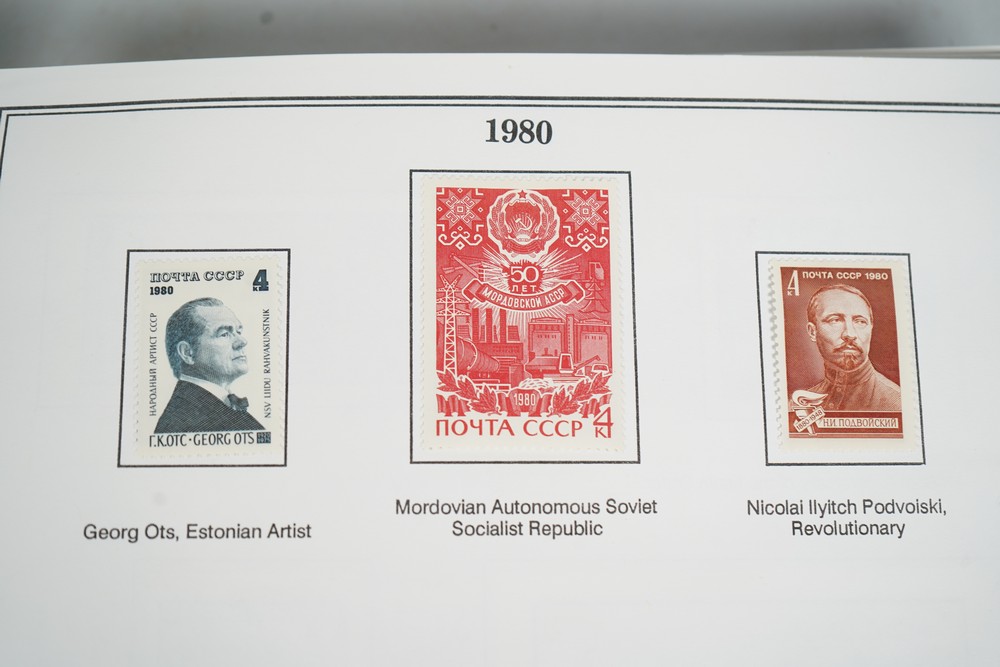 1980
ПОЧТА СССР 4
1980 к
НАРОДНЫЙ АРТИСТ СССР
NSV LIIDU RAHVAKUNSTNIK
Г.К.ОТС·GEORG OTS
50
ЛЕТ
МОРДОВСКОЙ АССР
1980
ПОЧТА СССР 4
к
4 ПОЧТА СССР 1980
к
1880-1948
Н.И. ПОДВОЙСКИЙ
Georg Ots, Estonian Artist
Mordovian Autonomous Soviet
Socialist Republic
Nicolai Ilyitch Podvoiski,
Revolutionary